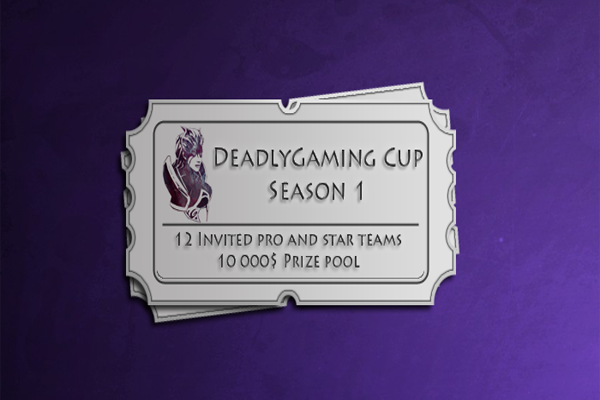 DeadlyGaming Cup
Season 1
12 Invited pro and star teams
10 000$ Prize pool